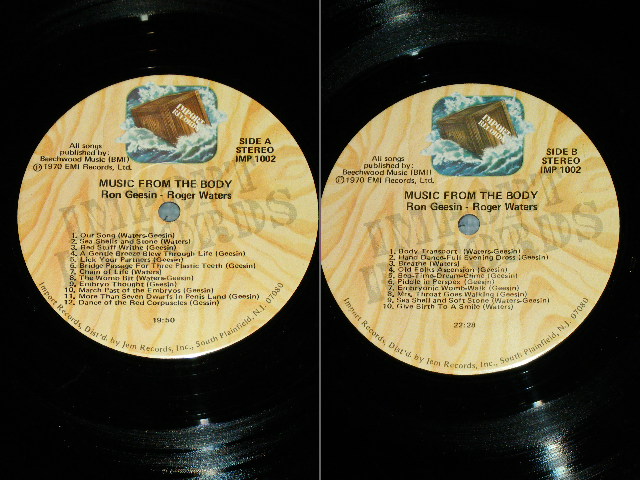 IMPORT
RECORDS
All songs
published by:
Beechwood Music (BMI)
Ⓟ1970 EMI Records, Ltd.
SIDE A
STEREO
IMP 1002
MUSIC FROM THE BODY
Ron Geesin - Roger Waters
IMPORT
RECORDS
1. Our Song (Waters-Geesin)
2. Sea Shells and Stone (Waters)
3. Red Stuff Writhe (Geesin)
4. A Gentle Breeze Blew Through Life (Geesin)
5. Lick Your Partners (Geesin)
6. Bridge Passage For Three Plastic Teeth (Geesin)
7. Chain of Life (Waters)
8. The Womb Bit (Waters-Geesin)
9. Embryo Thought (Geesin)
10. March Past of the Embryos (Geesin)
11. More Than Seven Dwarfs In Penis Land (Geesin)
12. Dance of the Red Corpuscles (Geesin)
19:50
Import Records, Dist'd. by Jem Records, Inc., South Plainfield, N.J. 07080
IMPORT
RECORDS
All songs
published by:
Beechwood Music (BMI)
Ⓟ1970 EMI Records, Ltd.
SIDE B
STEREO
IMP 1002
MUSIC FROM THE BODY
Ron Geesin - Roger Waters
1. Body Transport (Waters-Geesin)
2. Hand Dance-Full Evening Dress (Geesin)
3. Breathe (Waters)
4. Old Folks Ascension (Geesin)
5. Bed-Time-Dream-Clime (Geesin)
6. Piddle in Perspex (Geesin)
7. Embryonic Womb-Walk (Geesin)
8. Mrs. Throat Goes Walking (Geesin)
9. Sea Shell and Soft Stone (Waters-Geesin)
10. Give Birth To A Smile (Waters)
22:28
Import Records, Dist'd. by Jem Records, Inc., South Plainfield, N.J. 07080